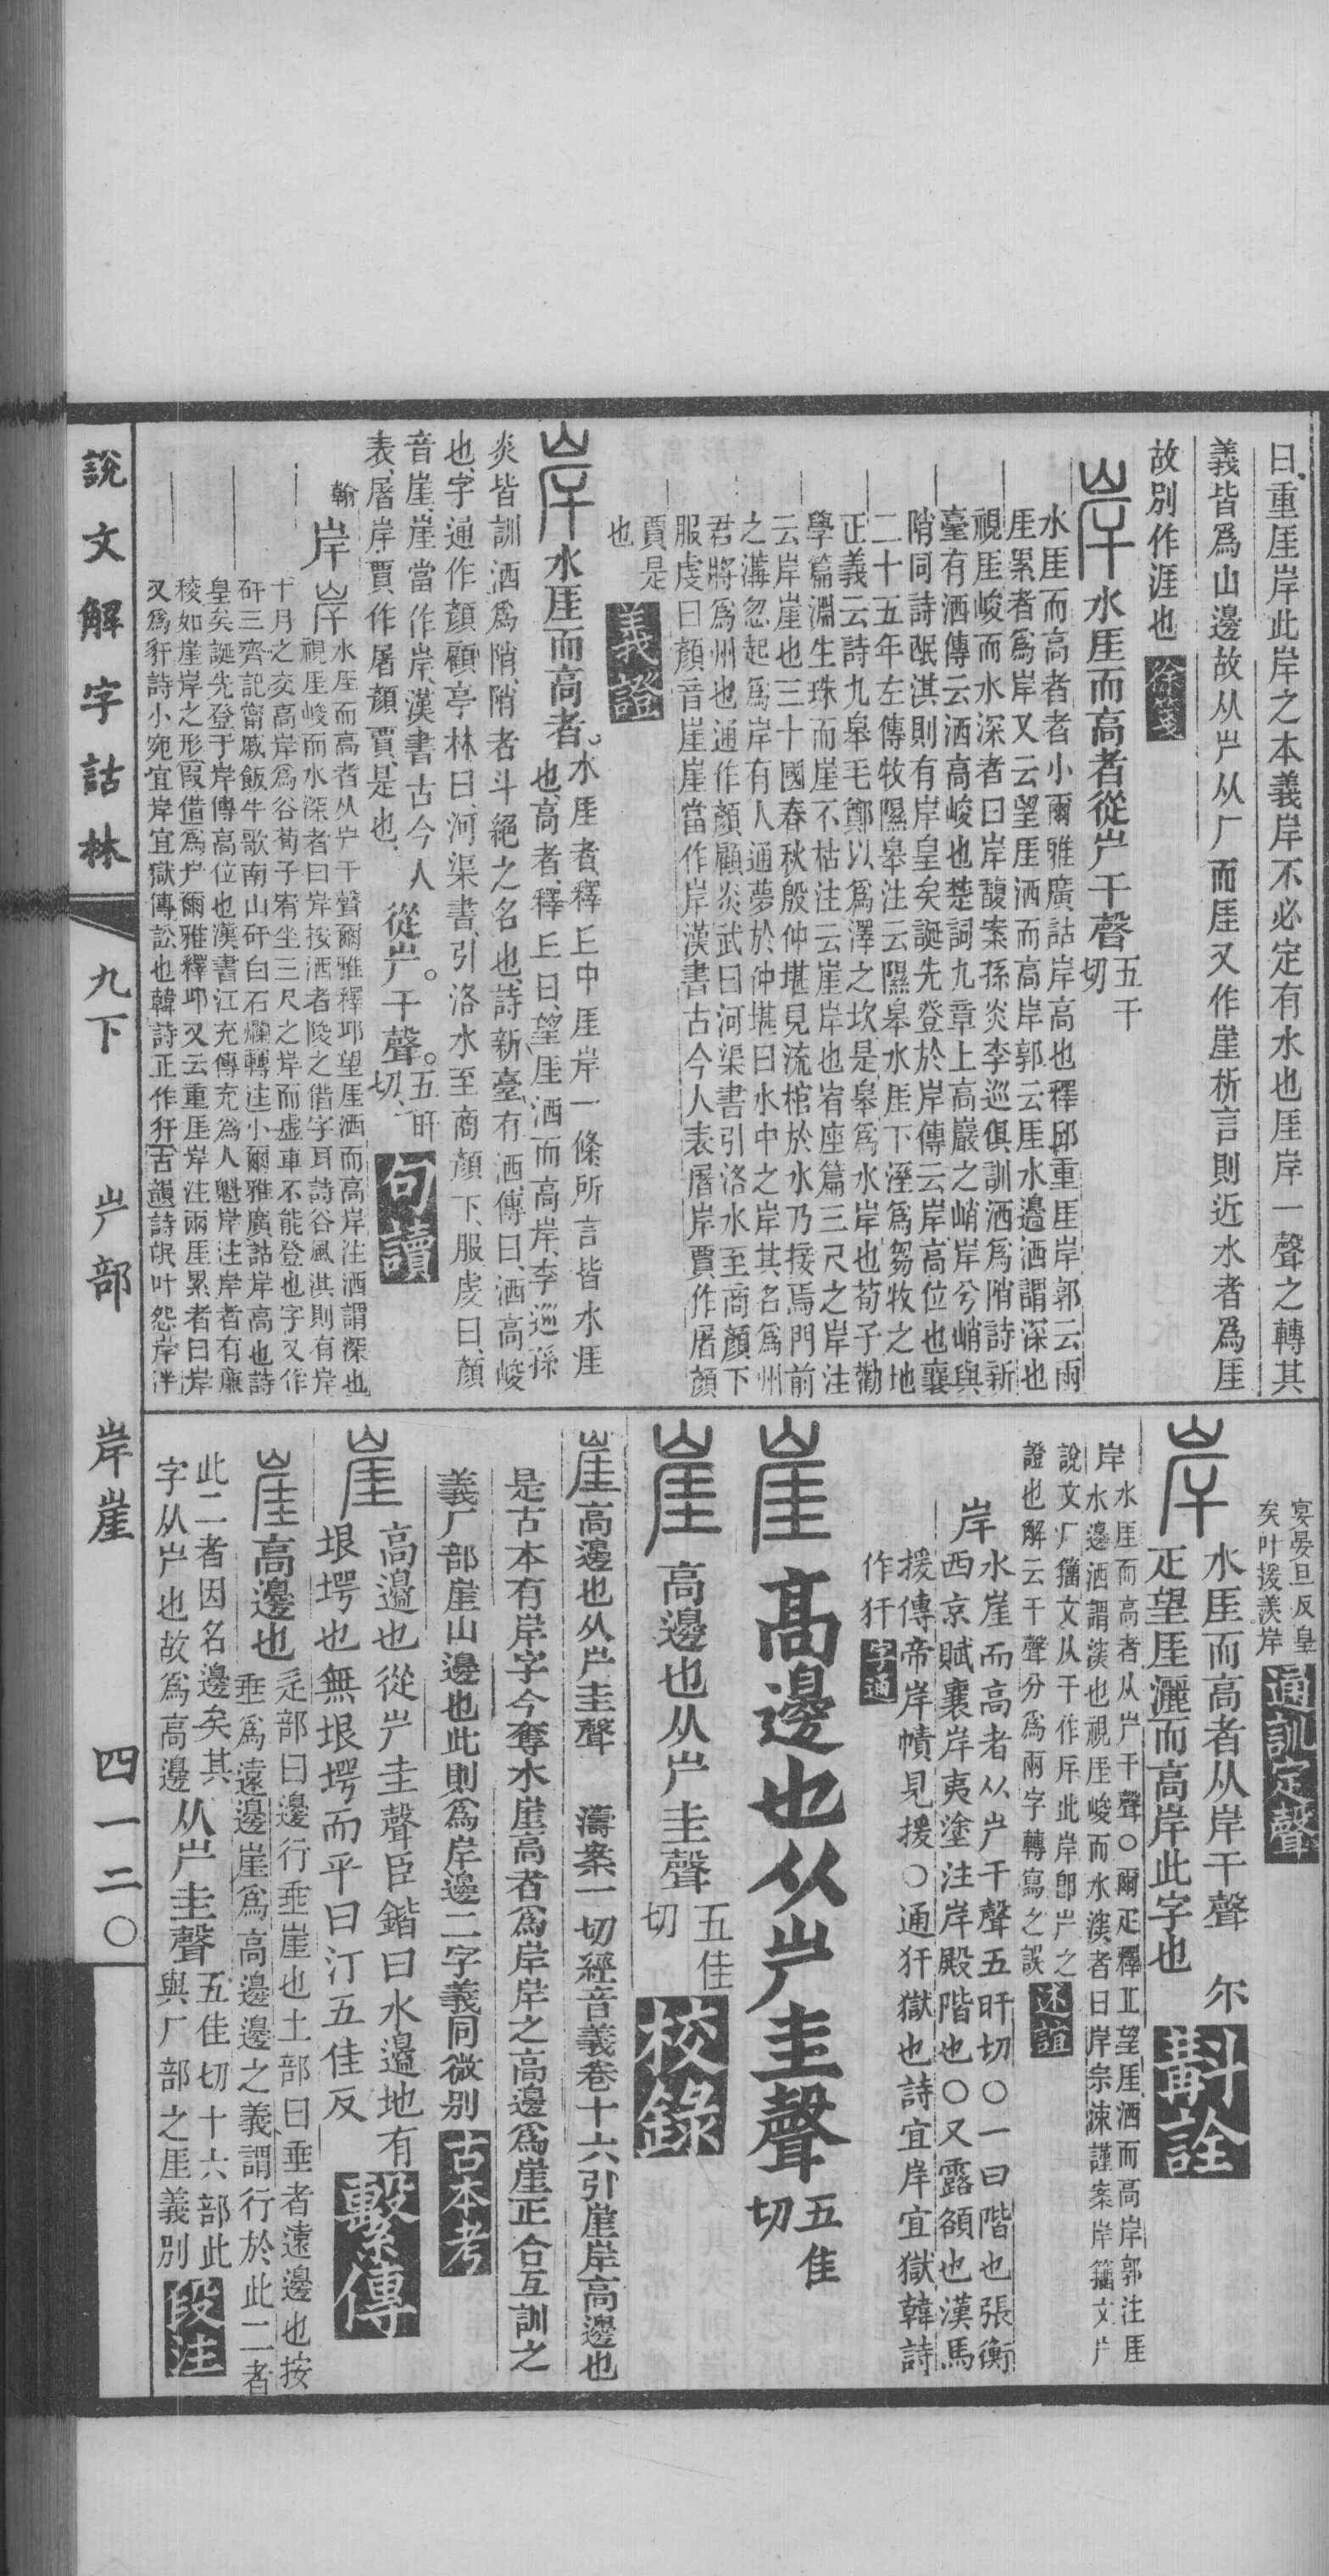 曰重厓岸此岸之本義岸不必定有水也厓岸一聲之轉其
義皆爲山邊故从屵从厂而厓又作崖析言則近水者爲厓
故別作涯也 徐箋
岸水厓而高者從屵干聲五干
切
水厓而高者者小爾雅廣詁岸高也釋邱重厓岸郭云兩
厓累者爲岸又云望厓洒而高岸郭云厓水邊洒謂深也
視厓峻而水深者曰岸馥案孫炎李巡俱訓洒爲陗詩新
臺有洒傳云洒高峻也楚詞九章上高巖之峭岸兮峭與
陗同詩氓淇則有岸皇矣誕先登於岸傳云岸高位也襄
二十五年左傳牧隰皋注云隰皋水厓下溼爲芻牧之地
正義云詩九皋毛鄭以爲澤之坎是皋爲水岸也荀子勸
學篇淵生珠而崖不枯注云崖岸也宥座篇三尺之岸注
云岸崖也三十國春秋殷仲堪見流棺於水乃接焉門前
之溝忽起爲岸有人通夢於仲堪曰水中之岸其名爲州
君將爲州也通作顏顧炎武曰河渠書引洛水至商顏下
服虔曰顏音崖崖當作岸漢書古今人表屠岸賈作屠顏
賈是
也
義證
岸水厓而高者。水厓者釋丘中厓岸一條所言皆水涯
也高者釋丘曰望厓洒而高岸李巡孫
炎皆訓洒爲陗陗者斗絕之名也詩新臺有洒傳曰洒高峻
也字通作顏顧亭林曰河渠書引洛水至商顏下服虔曰顏
音崖崖當作岸漢書古今人
表屠岸賈作屠顏賈是也
從屵。干聲。五旰
切
句讀
翰
岸岸水厓而高者从屵干聲爾雅釋邱望厓洒而高岸注洒謂深也
視厓峻而水深者曰岸按洒者陵之借字耳詩谷風淇則有岸
十月之交高岸爲谷荀子宥坐三尺之岸而虛車不能登也字又作
矸三齊記甯戚飯牛歌南山矸白石爛轉注小爾雅廣詁岸高也詩
皇矣誕先登于岸傳高位也漢書江充傳充爲人魁岸注岸者有廉
稜如崖岸之形叚借爲屵爾雅釋邱又云重厓岸注兩厓累者曰岸
又爲豻詩小宛宜岸宜獄傳訟也韓詩正作犴古韻詩氓叶怨岸泮
宴晏旦反皇
矣叶援羨岸
通訓定聲
岸水厓而高者从岸干聲 尔
疋望厓灑而高岸此字也
斠詮
岸水厓而高者从屵干聲○爾疋釋丘望厓洒而高岸郭注厓
水邊洒謂湥也視厓峻而水湥者曰岸宗涑謹案岸籀文厈
說文厂籀文从干作厈此岸卽屵之
證也解云干聲分爲兩字轉寫之誤
述誼
岸水崖而高者从屵干聲五旰切○一曰階也張衡
西京賦襄岸夷塗注岸殿階也○又露頟也漢馬
援傳帝岸幘見援○通犴獄也詩宜岸宜獄韓詩
作犴
字通
崖高邊也从屵圭聲五佳
切
崖高邊也从屵圭聲五佳
切
校錄
崖高邊也从屵圭聲 濤案一切經音義卷十六引崖岸高邊也
是古本有岸字今奪水崖高者爲岸岸之高邊爲崖正合互訓之
義厂部崖山邊也此則爲岸邊二字義同微別
古本考
崖高邊也從屵圭聲臣鍇曰水邊地有
垠堮也無垠堮而平曰汀五佳反
繫傳
崖高邊也辵部曰邊行垂崖也土部曰垂者遠邊也按
垂爲遠邊崖爲高邊邊之義謂行於此二者
此二者因名邊矣其
字从屵也故爲高邊
从屵圭聲五佳切十六部此
與厂部之厓義別
段注
說文解字詁林
九下
屵部
岸崖
四一二〇